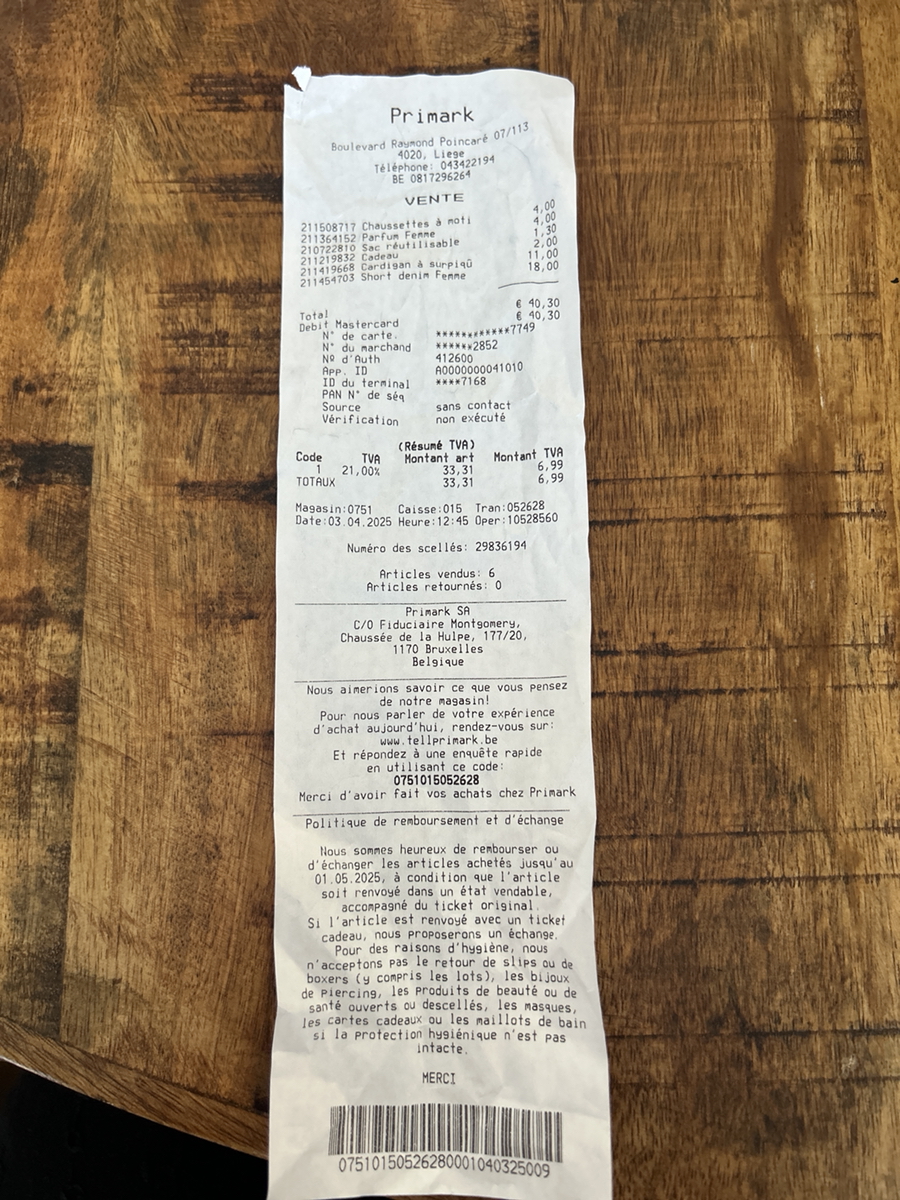 Primark
Boulevard Raymond Poincaré 07/113
4020, Liege
Téléphone: 043422194
BE 0817296264
VENTE
211508717 Chaussettes à moti 4,00
211364152 Parfum Femme 4,00
210722810 Sac réutilisable 1,30
211219832 Cadeau 2,00
211419668 Cardigan à surpiqû 11,00
211454703 Short denim Femme 18,00
Total € 40,30
Debit Mastercard € 40,30
N° de carte. ************7749
N° du marchand ******2852
Nº d'Auth 412600
App. ID A0000000041010
ID du terminal ****7168
PAN N° de séq
Source sans contact
Vérification non exécuté
(Résumé TVA)
Code TVA Montant art Montant TVA
1 21,00% 33,31 6,99
TOTAUX 33,31 6,99
Magasin:0751 Caisse:015 Tran:052628
Date:03.04.2025 Heure:12:45 Oper:10528560
Numéro des scellés: 29836194
Articles vendus: 6
Articles retournés: 0
Primark SA
C/O Fiduciaire Montgomery,
Chaussée de la Hulpe, 177/20,
1170 Bruxelles
Belgique
Nous aimerions savoir ce que vous pensez
de notre magasin!
Pour nous parler de votre expérience
d'achat aujourd'hui, rendez-vous sur:
www.tellprimark.be
Et répondez à une enquête rapide
en utilisant ce code:
0751015052628
Merci d'avoir fait vos achats chez Primark
Politique de remboursement et d'échange
Nous sommes heureux de rembourser ou
d'échanger les articles achetés jusqu'au
01.05.2025, à condition que l'article
soit renvoyé dans un état vendable,
accompagné du ticket original.
Si l'article est renvoyé avec un ticket
cadeau, nous proposerons un échange.
Pour des raisons d'hygiène, nous
n'acceptons pas le retour de slips ou de
boxers (y compris les lots), les bijoux
de piercing, les produits de beauté ou de
santé ouverts ou descellés, les masques,
les cartes cadeaux ou les maillots de bain
si la protection hygiénique n'est pas
intacte.
MERCI
0751015052628000104032​5009